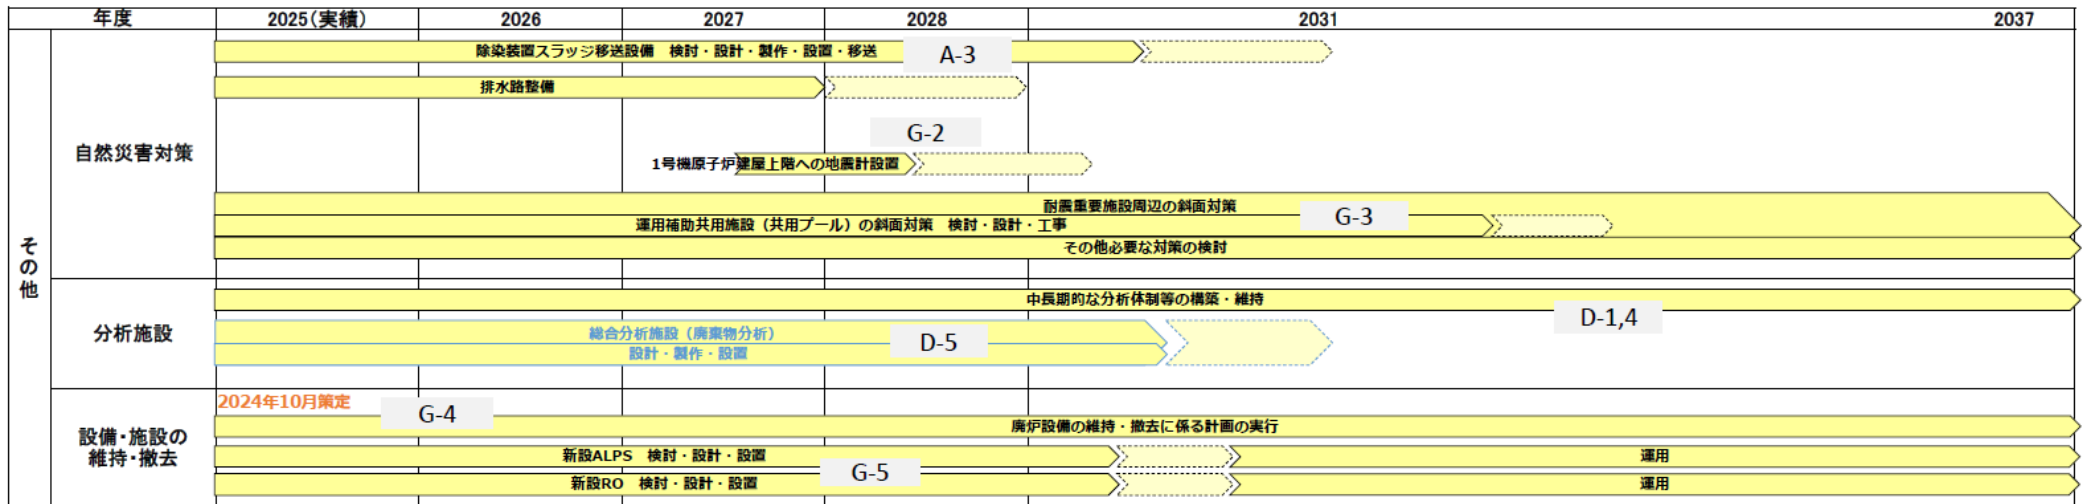 年度 2025(実績) 2026 2027 2028 2031 2037
その他
自然災害対策
除染装置スラッジ移送設備　検討・設計・製作・設置・移送
A-3
排水路整備
G-2
1号機原子炉建屋上階への地震計設置
耐震重要施設周辺の斜面対策
G-3
運用補助共用施設（共用プール）の斜面対策　検討・設計・工事
その他必要な対策の検討
分析施設
中長期的な分析体制等の構築・維持
D-1,4
総合分析施設（廃棄物分析）
設計・製作・設置
D-5
設備・施設の
維持・撤去
2024年10月策定
G-4
廃炉設備の維持・撤去に係る計画の実行
新設ALPS　検討・設計・設置
運用
G-5
新設RO　検討・設計・設置
運用